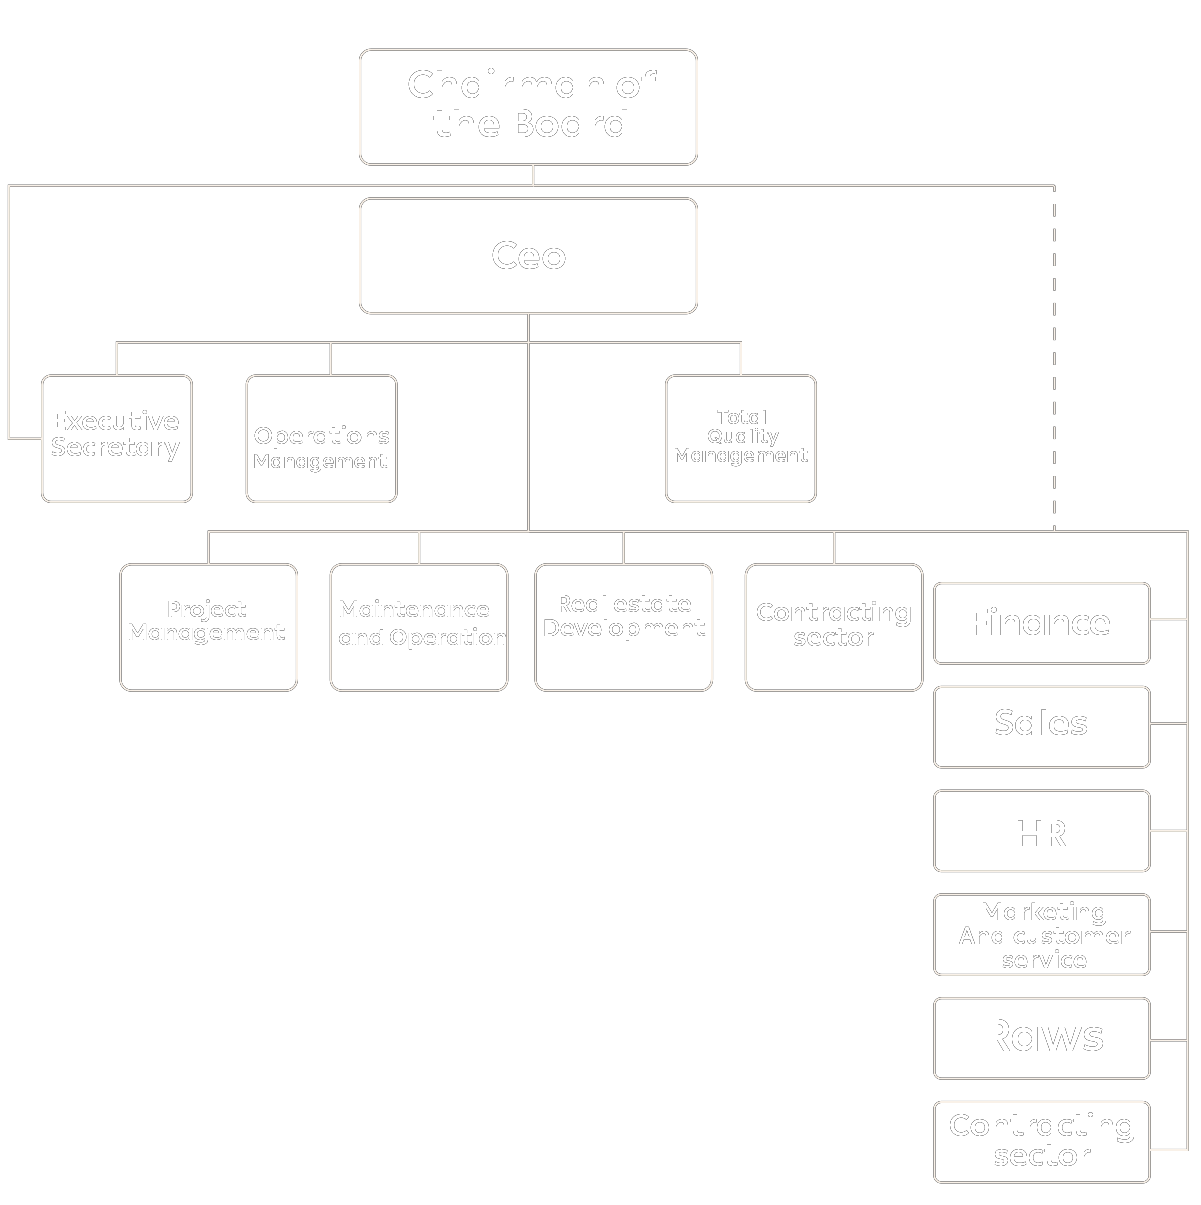 Chairman of
the Board
Ceo
Executive
Secretary
Operations
Management
Total
Quality
Management
Project
Management
Maintenance
and Operation
Real estate
Development
Contracting
sector
Finance
Sales
HR
Marketing
And customer
service
Raws
Contracting
sector